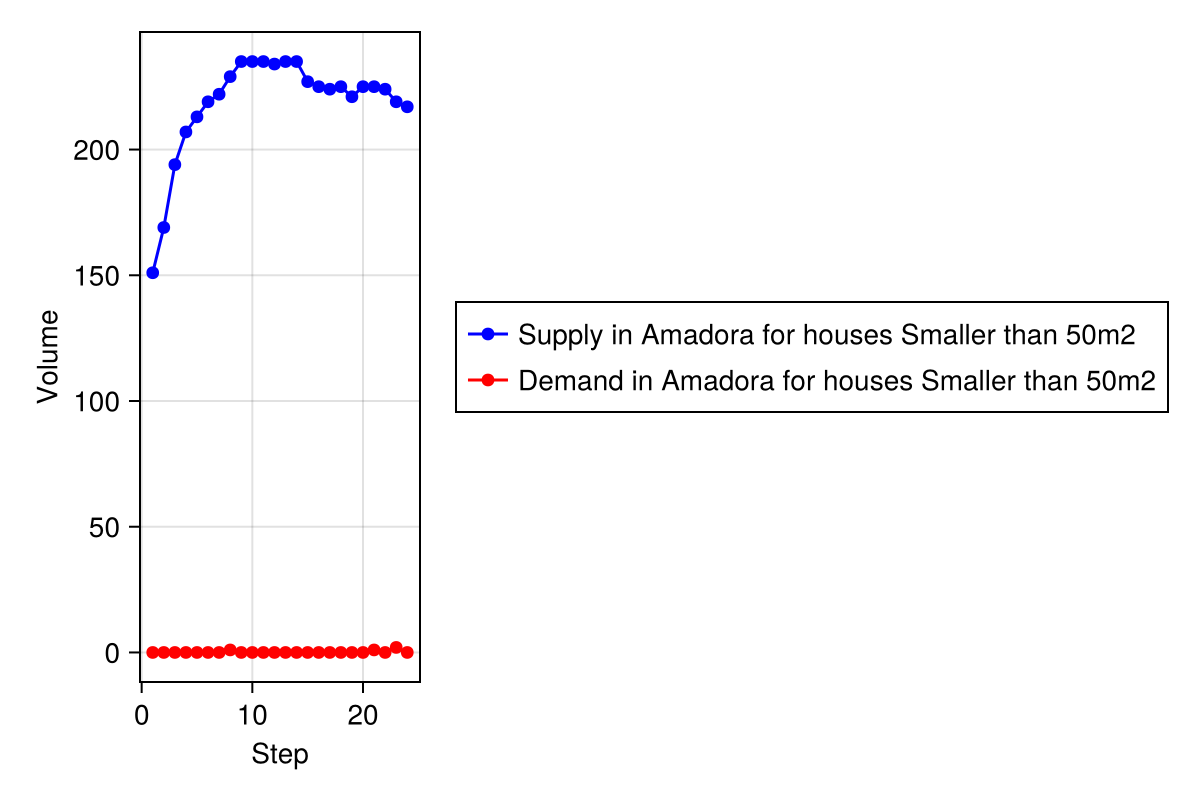 Volume
200
150
100
50
0
0 10 20
Step
Supply in Amadora for houses Smaller than 50m2
Demand in Amadora for houses Smaller than 50m2